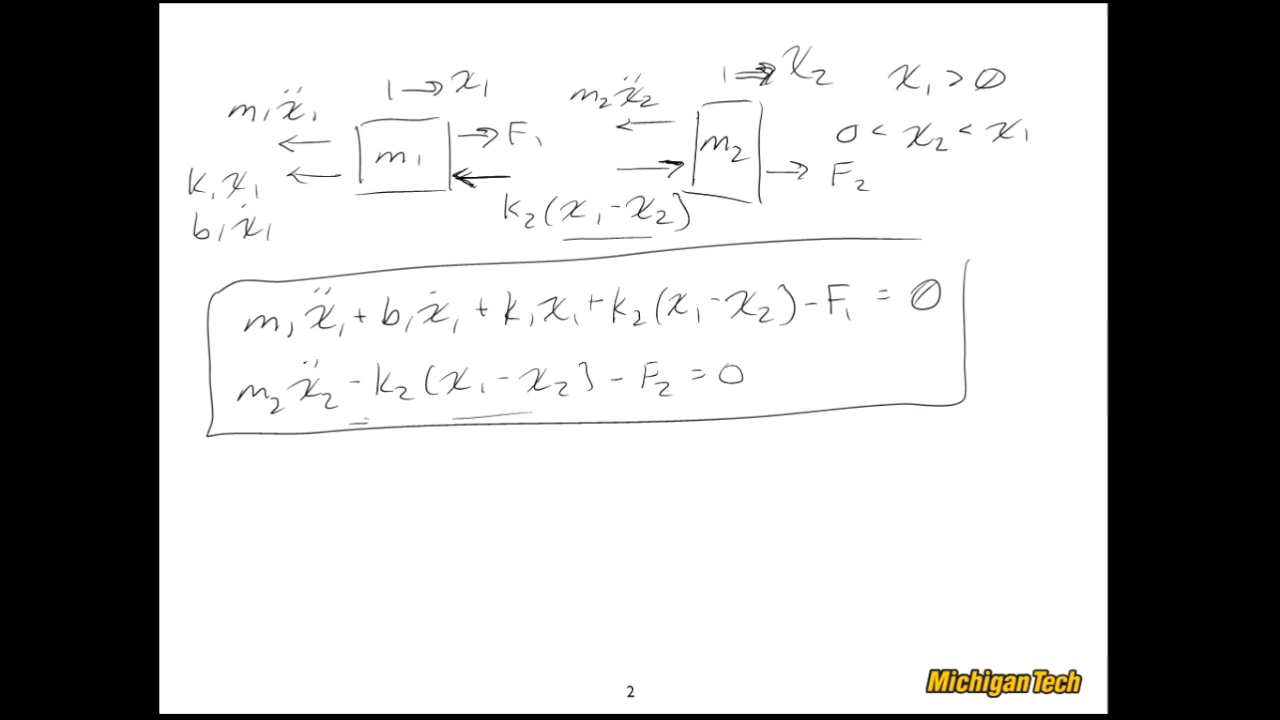 m₁ẍ₁ |→ x₁ m₂ẍ₂ |→ x₂ x₁ > 0
m₁ → F₁ m₂ 0 < x₂ < x₁
k₁x₁ → F₂
b₁ẋ₁ k₂(x₁-x₂)
m₁ẍ₁ + b₁ẋ₁ + k₁x₁ + k₂(x₁-x₂) - F₁ = 0
m₂ẍ₂ - k₂(x₁-x₂) - F₂ = 0
2
Michigan Tech